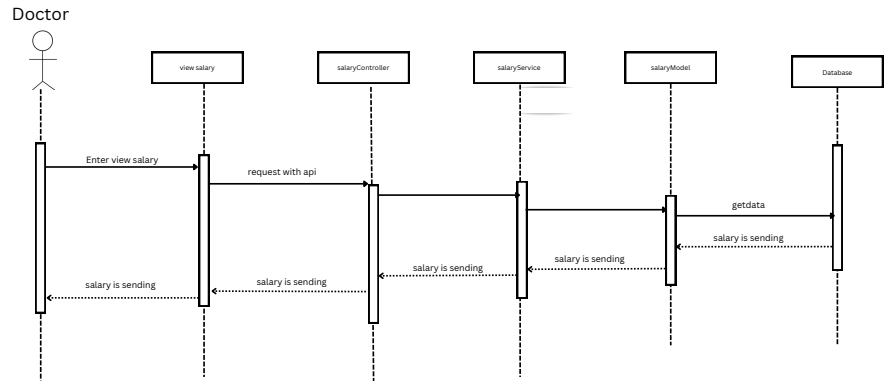 Doctor
view salary
salaryController
salaryService
salaryModel
Database
Enter view salary
request with api
getdata
salary is sending
salary is sending
salary is sending
salary is sending
salary is sending